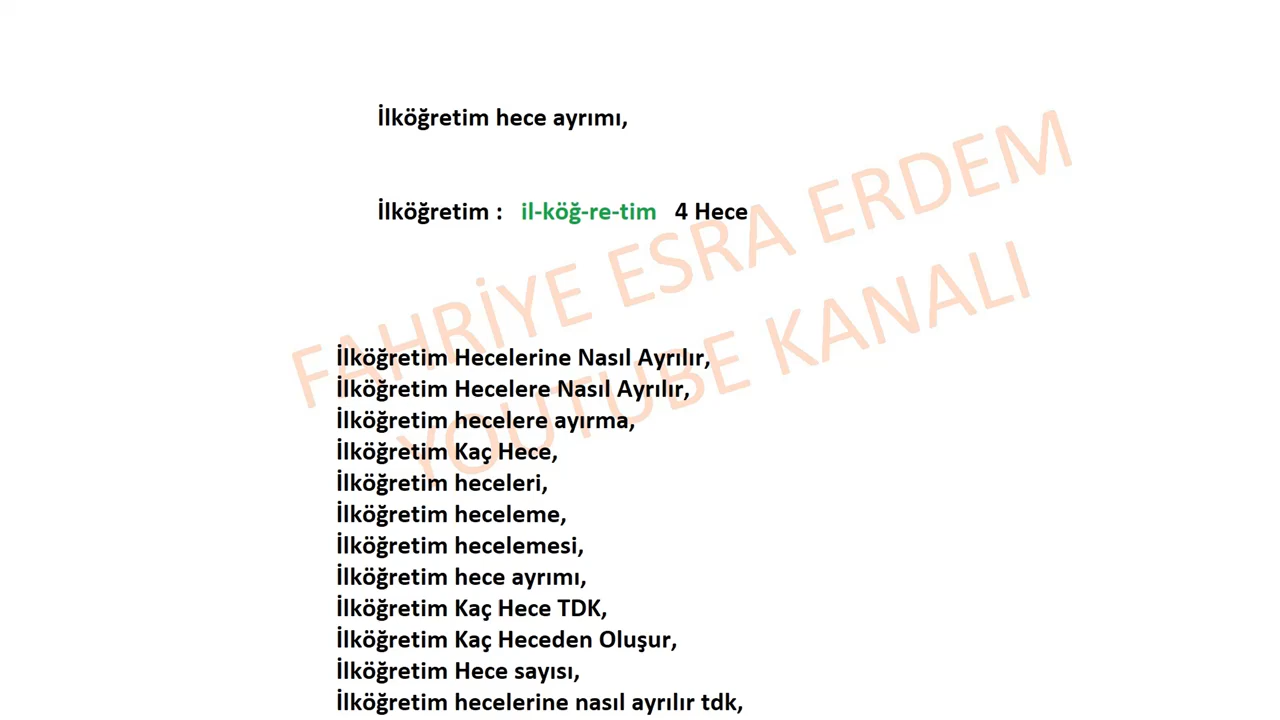 İlköğretim hece ayrımı,
İlköğretim : il-köğ-re-tim 4 Hece
FAHRİYE ESRA ERDEM
YOUTUBE KANALI
İlköğretim Hecelerine Nasıl Ayrılır,
İlköğretim Hecelere Nasıl Ayrılır,
İlköğretim hecelere ayırma,
İlköğretim Kaç Hece,
İlköğretim heceleri,
İlköğretim heceleme,
İlköğretim hecelemesi,
İlköğretim hece ayrımı,
İlköğretim Kaç Hece TDK,
İlköğretim Kaç Heceden Oluşur,
İlköğretim Hece sayısı,
İlköğretim hecelerine nasıl ayrılır tdk,